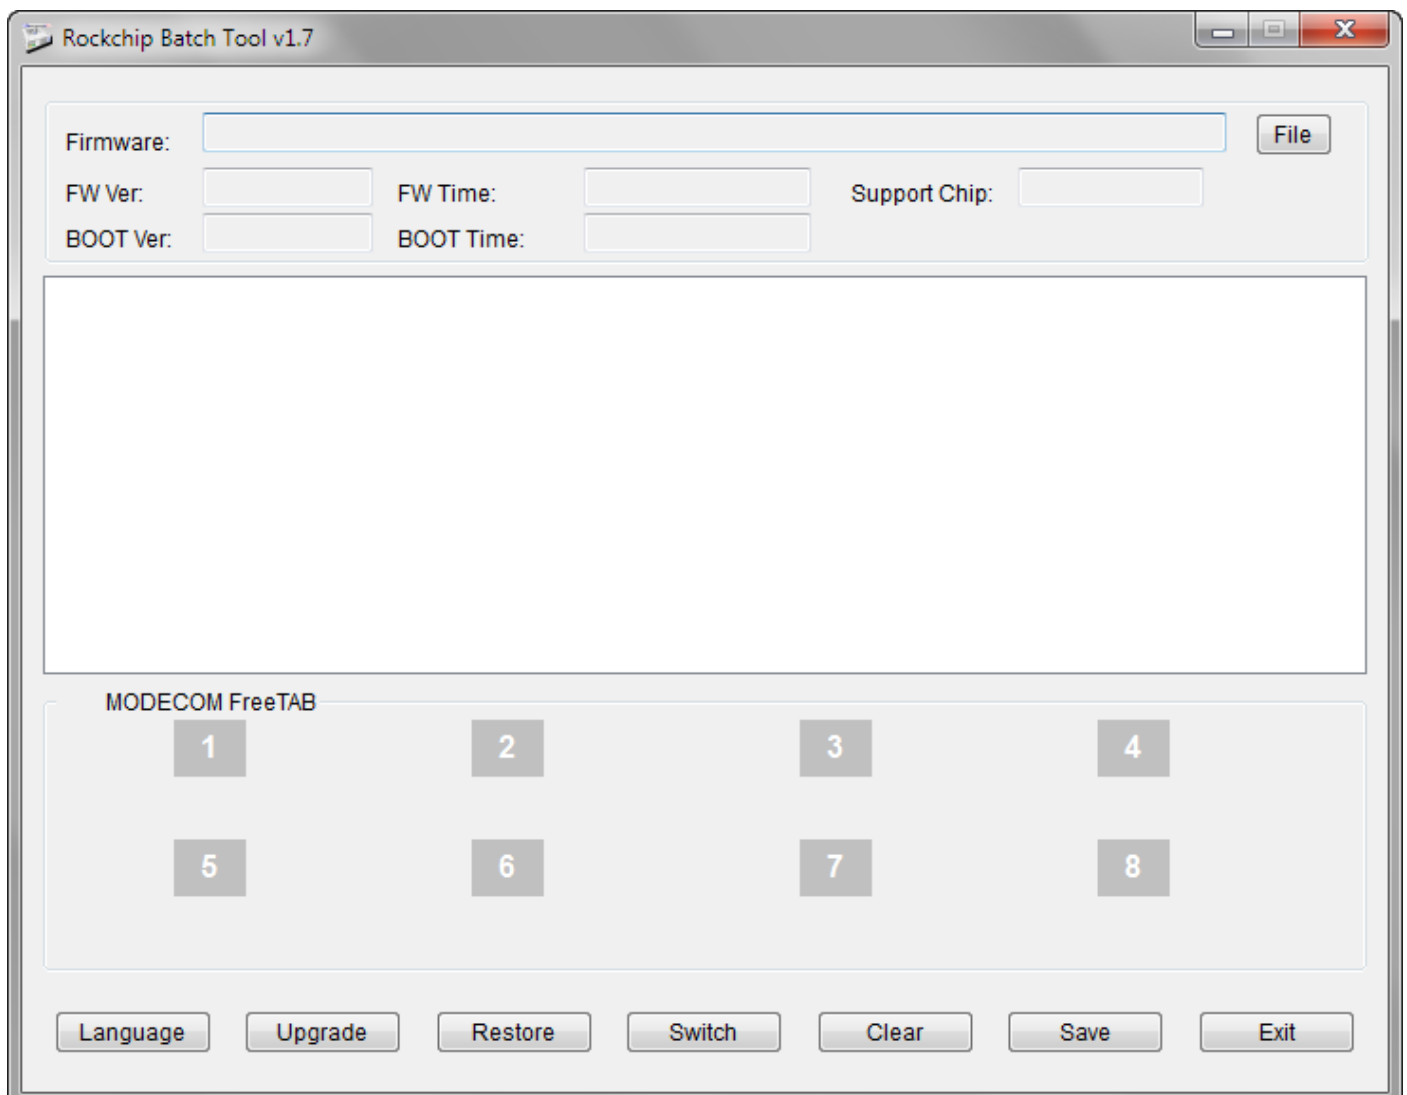 Rockchip Batch Tool v1.7
Firmware: File
FW Ver: FW Time: Support Chip:
BOOT Ver: BOOT Time:
MODECOM FreeTAB
1 2 3 4
5 6 7 8
Language Upgrade Restore Switch Clear Save Exit